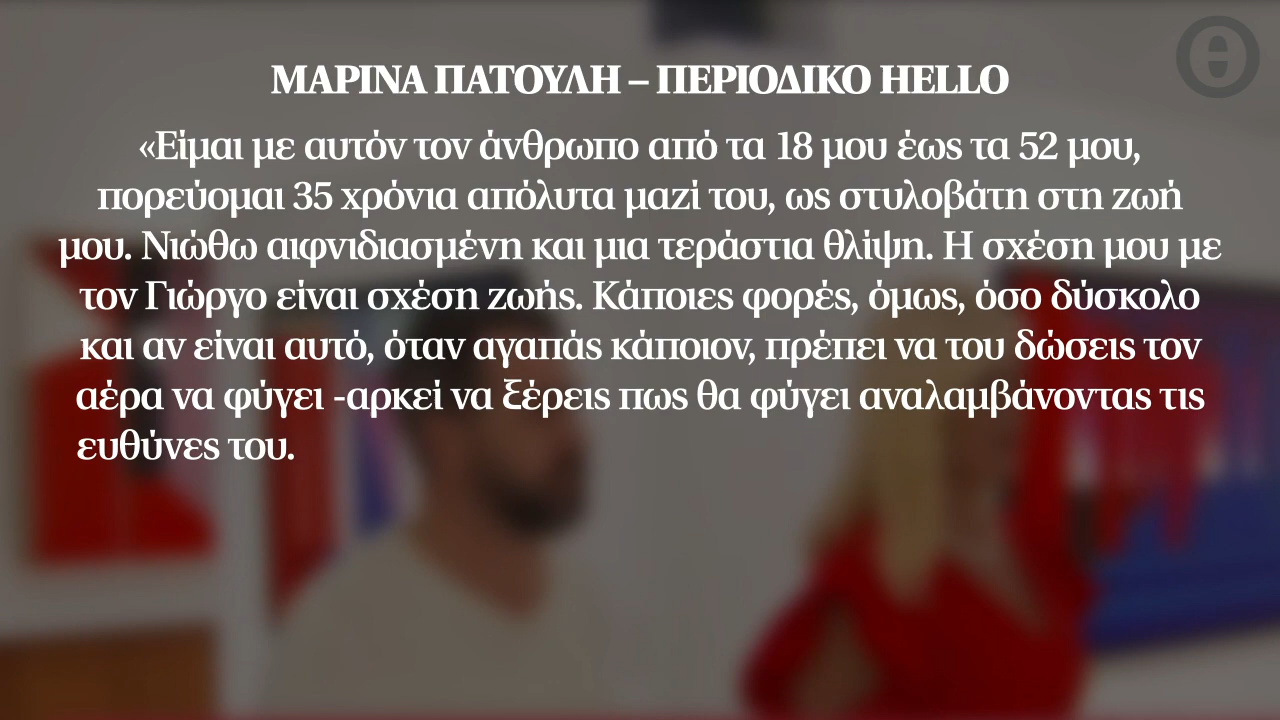 ΜΑΡΙΝΑ ΠΑΤΟΥΛΗ – ΠΕΡΙΟΔΙΚΟ HELLO
«Είμαι με αυτόν τον άνθρωπο από τα 18 μου έως τα 52 μου,
πορεύομαι 35 χρόνια απόλυτα μαζί του, ως στυλοβάτη στη ζωή
μου. Νιώθω αιφνιδιασμένη και μια τεράστια θλίψη. Η σχέση μου με
τον Γιώργο είναι σχέση ζωής. Κάποιες φορές, όμως, όσο δύσκολο
και αν είναι αυτό, όταν αγαπάς κάποιον, πρέπει να του δώσεις τον
αέρα να φύγει -αρκεί να ξέρεις πως θα φύγει αναλαμβάνοντας τις
ευθύνες του.